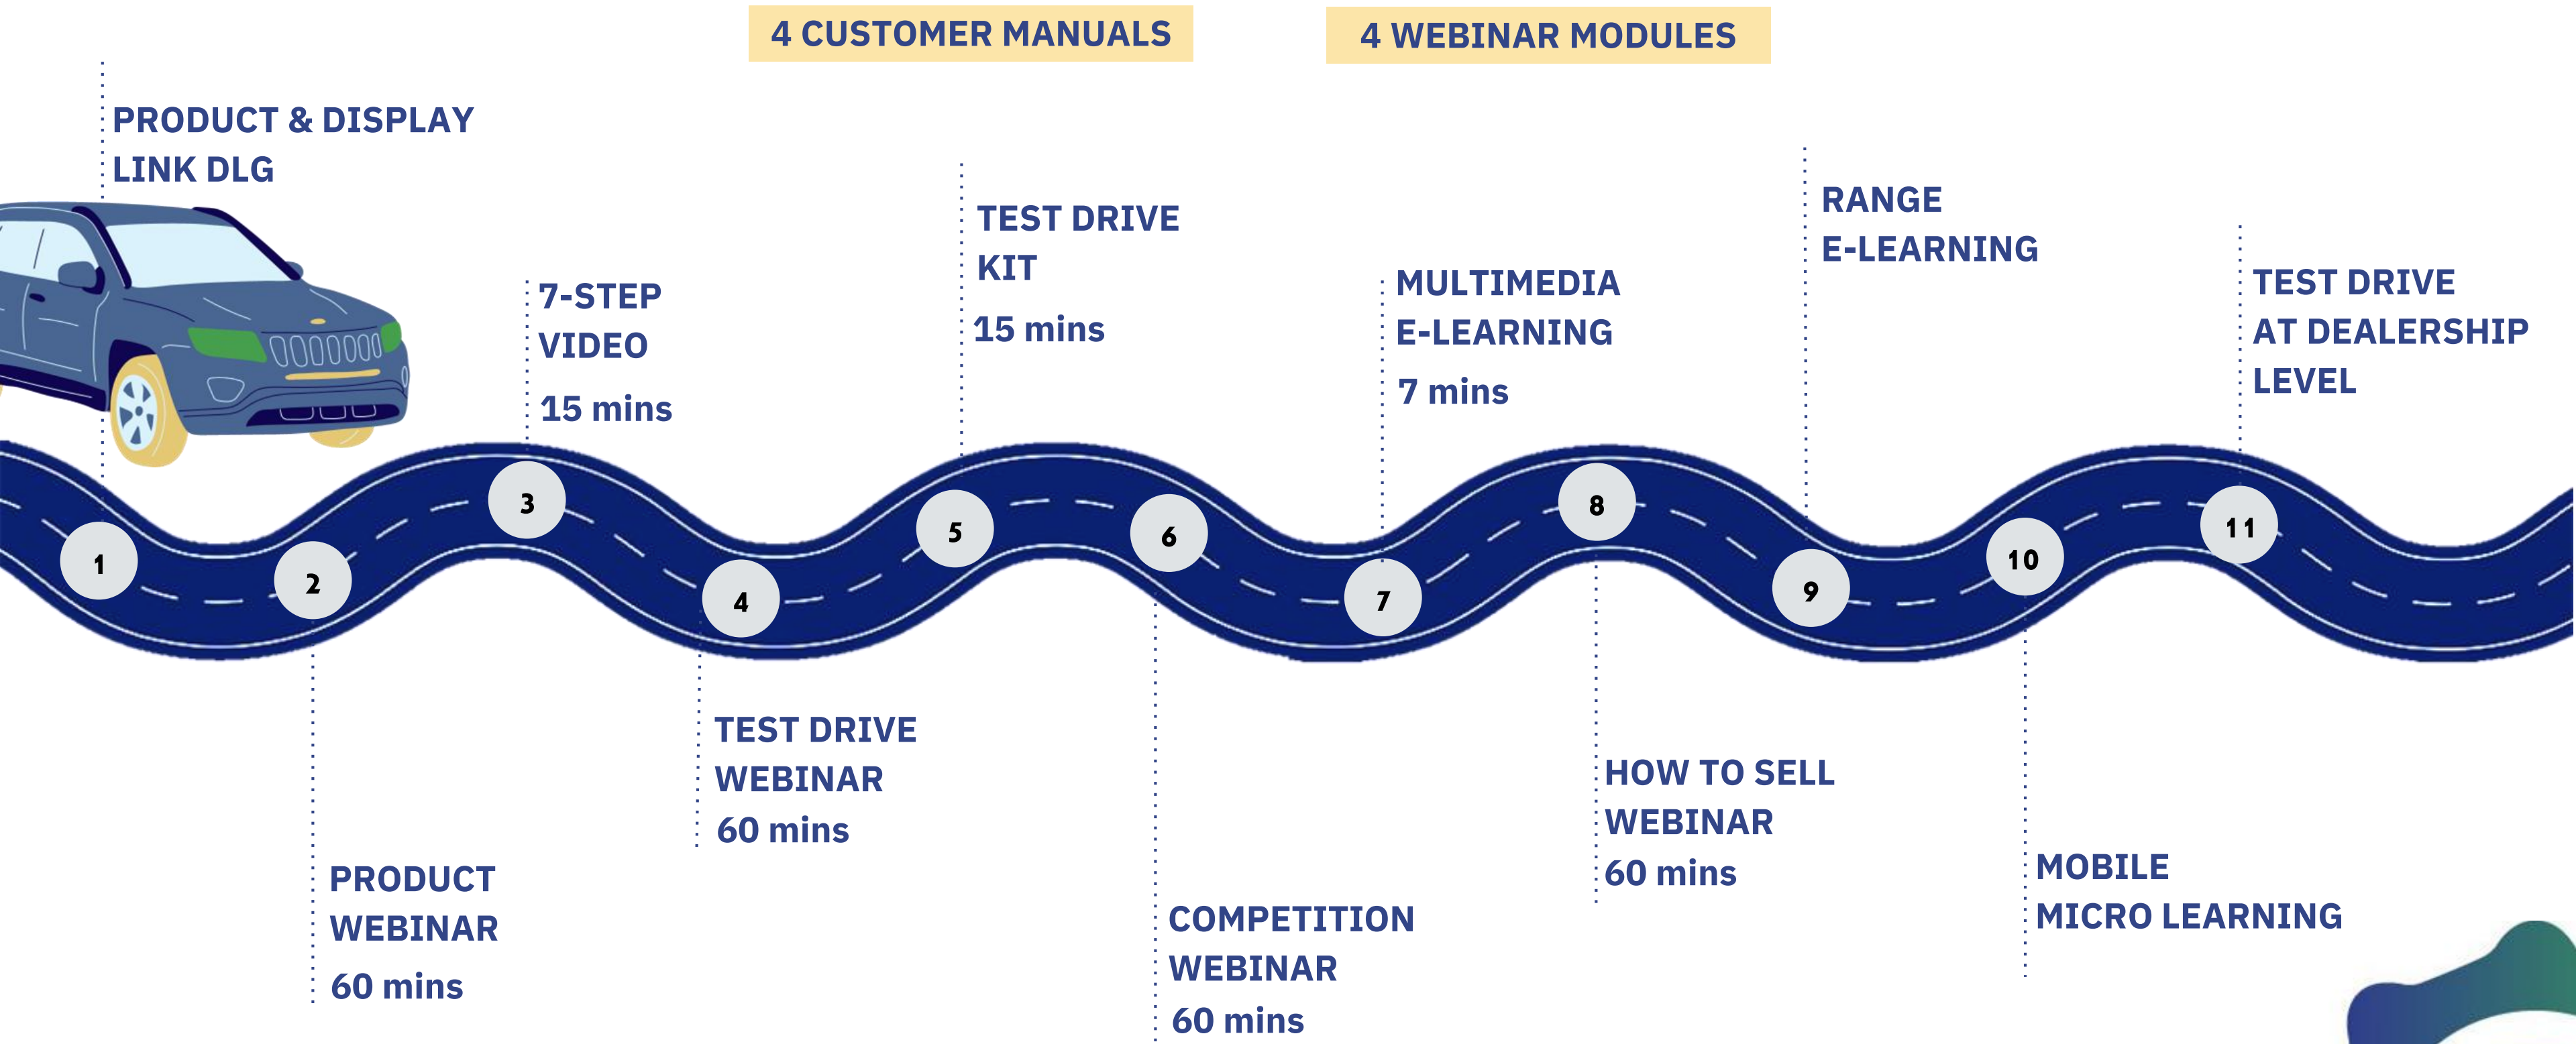 4 CUSTOMER MANUALS
4 WEBINAR MODULES
PRODUCT & DISPLAY
LINK DLG
7-STEP
VIDEO
15 mins
TEST DRIVE
KIT
15 mins
MULTIMEDIA
E-LEARNING
7 mins
RANGE
E-LEARNING
TEST DRIVE
AT DEALERSHIP
LEVEL
1
2
3
4
5
6
7
8
9
10
11
PRODUCT
WEBINAR
60 mins
TEST DRIVE
WEBINAR
60 mins
COMPETITION
WEBINAR
60 mins
HOW TO SELL
WEBINAR
60 mins
MOBILE
MICRO LEARNING